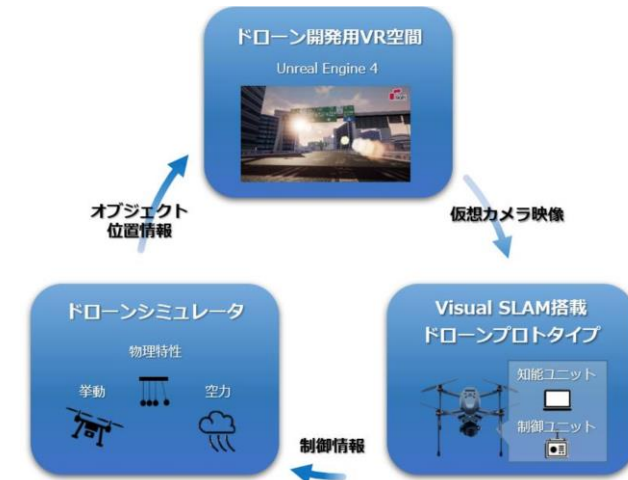 ドローン開発用VR空間
Unreal Engine 4
オブジェクト
位置情報
仮想カメラ映像
ドローンシミュレータ
物理特性
挙動
空力
Visual SLAM搭載
ドローンプロトタイプ
知能ユニット
制御ユニット
制御情報